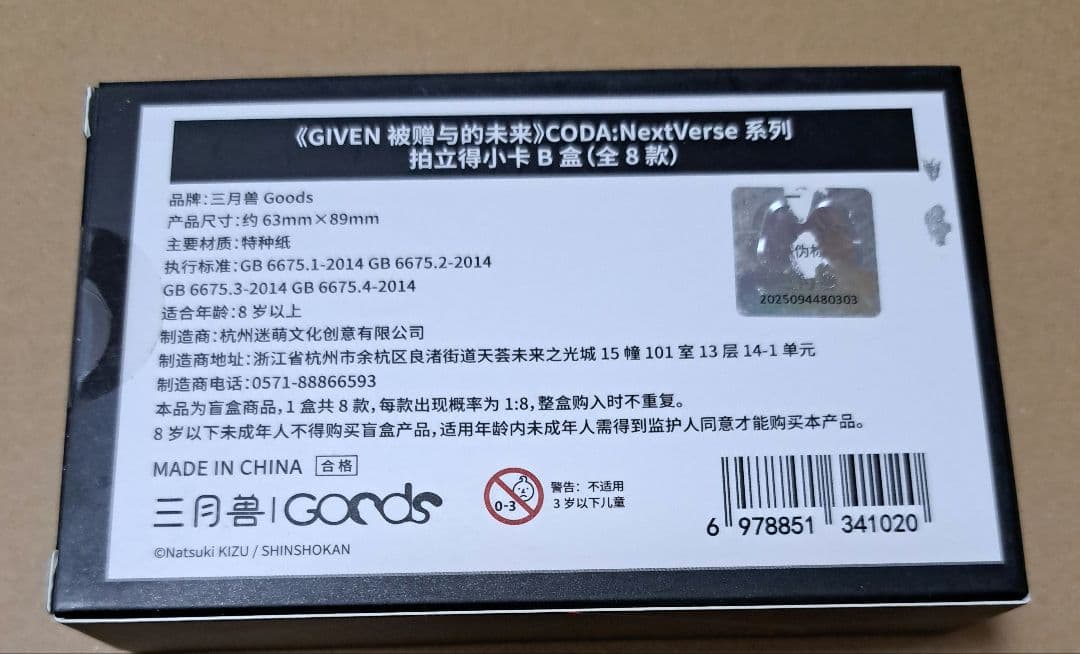 《GIVEN 被赠与的未来》CODA:NextVerse 系列
拍立得小卡 B 盒(全 8 款)
品牌:三月兽 Goods
产品尺寸:约 63mm×89mm
主要材质:特种纸
执行标准:GB 6675.1-2014 GB 6675.2-2014
GB 6675.3-2014 GB 6675.4-2014
适合年龄:8 岁以上
制造商:杭州迷萌文化创意有限公司
制造商地址:浙江省杭州市余杭区良渚街道天荟未来之光城 15 幢 101 室 13 层 14-1 单元
制造商电话:0571-88866593
本品为盲盒商品,1 盒共 8 款,每款出现概率为 1:8,整盒购入时不重复。
8 岁以下未成年人不得购买盲盒产品,适用年龄内未成年人需得到监护人同意才能购买本产品。
2025094480303
MADE IN CHINA 合格
三月兽 | Goods
©Natsuki KIZU / SHINSHOKAN
0-3
警告: 不适用
3 岁以下儿童
6 978851 341020